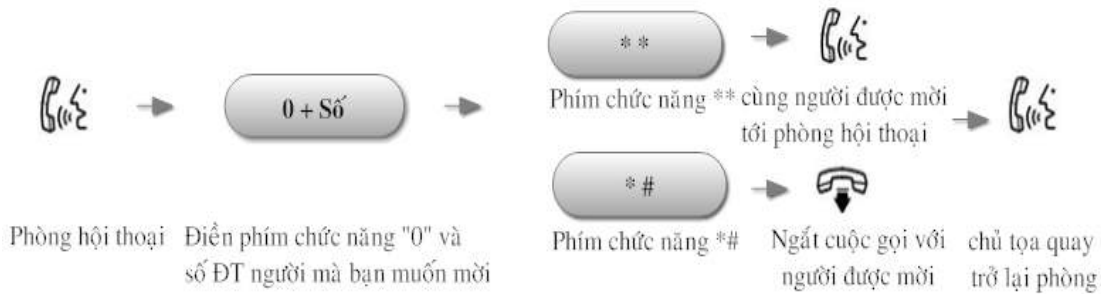 * *
0 + Số
Phím chức năng ** cùng người được mời
tới phòng hội thoại
* #
Phòng hội thoại
Điền phím chức năng "0" và
số ĐT người mà bạn muốn mời
Phím chức năng *#
Ngắt cuộc gọi với
người được mời
chủ tọa quay
trở lại phòng